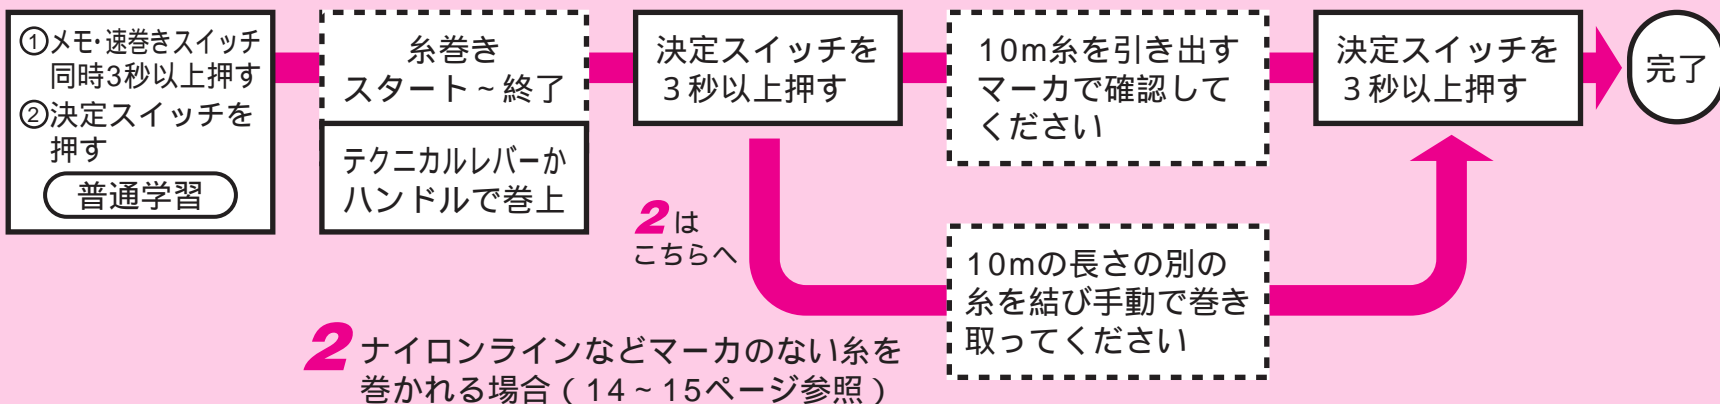 ①メモ・速巻きスイッチ
同時3秒以上押す
②決定スイッチを
押す
普通学習
糸巻き
スタート~終了
テクニカルレバーか
ハンドルで巻上
決定スイッチを
3秒以上押す
10m糸を引き出す
マーカで確認して
ください
決定スイッチを
3秒以上押す
完了
2は
こちらへ
10mの長さの別の
糸を結び手動で巻き
取ってください
2 ナイロンラインなどマーカのない糸を
巻かれる場合(14~15ページ参照)